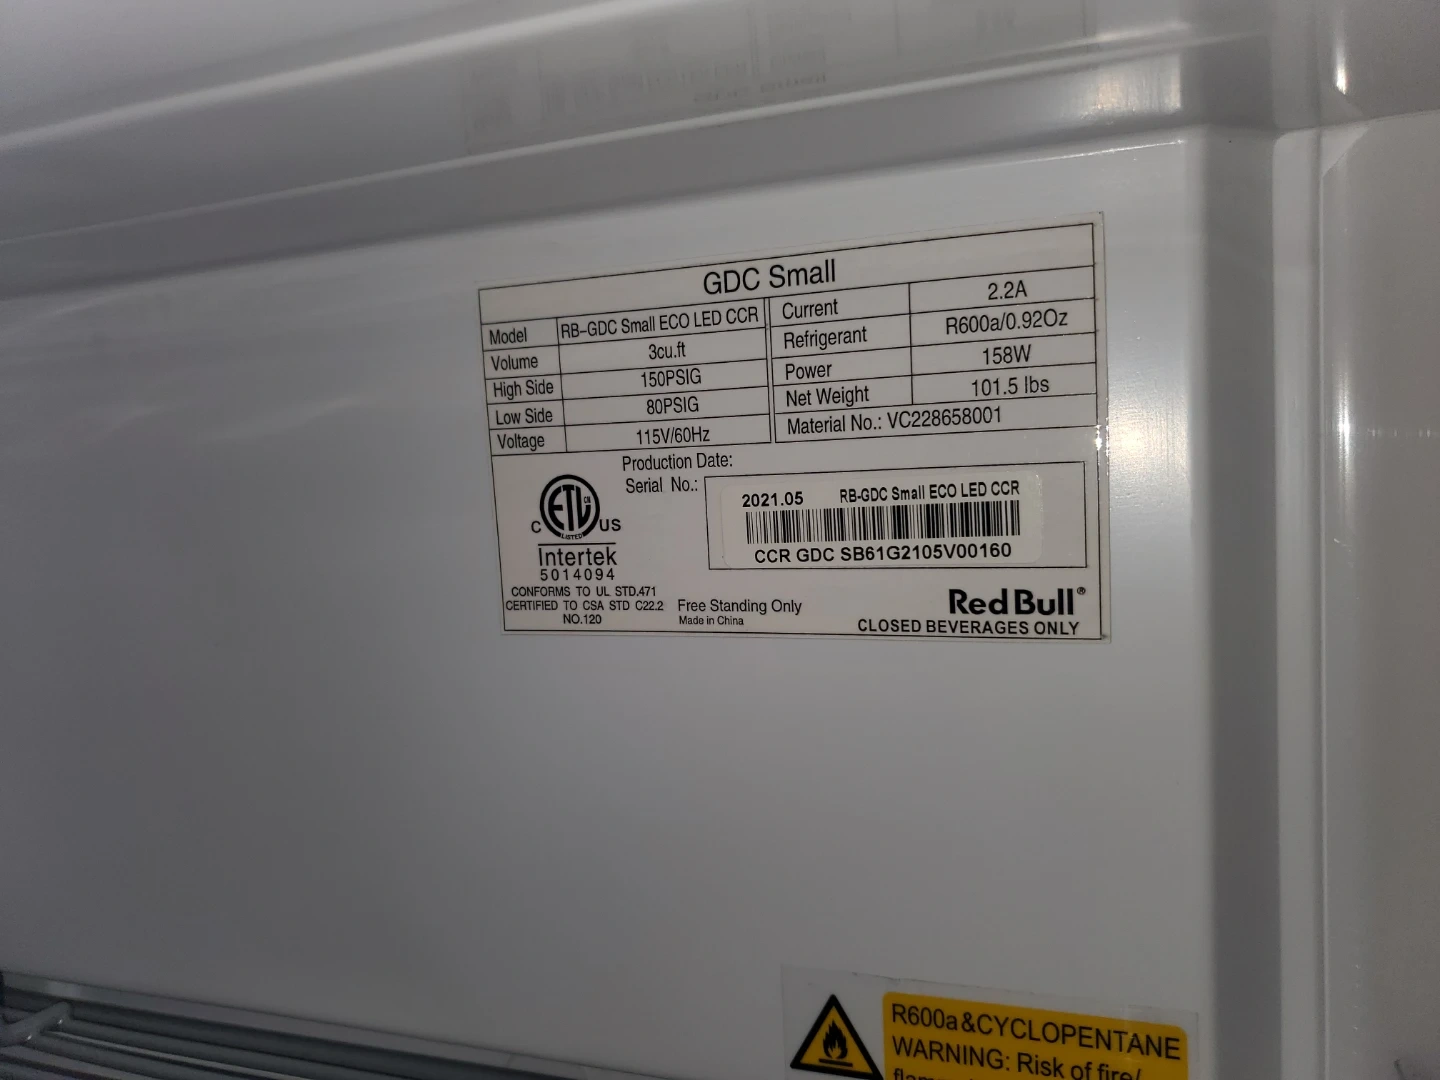 GDC Small
Model RB-GDC Small ECO LED CCR
Volume 3cu.ft
High Side 150PSIG
Low Side 80PSIG
Voltage 115V/60Hz
Current 2.2A
Refrigerant R600a/0.92Oz
Power 158W
Net Weight 101.5 lbs
Material No.: VC228658001
Production Date:
Serial No.:
2021.05 RB-GDC Small ECO LED CCR
CCR GDC SB61G2105V00160
ETL CN
LISTED
C US
Intertek
5014094
CONFORMS TO UL STD.471
CERTIFIED TO CSA STD C22.2
NO.120
Free Standing Only
Made in China
Red Bull®
CLOSED BEVERAGES ONLY
R600a&CYCLOPENTANE
WARNING: Risk of fire/